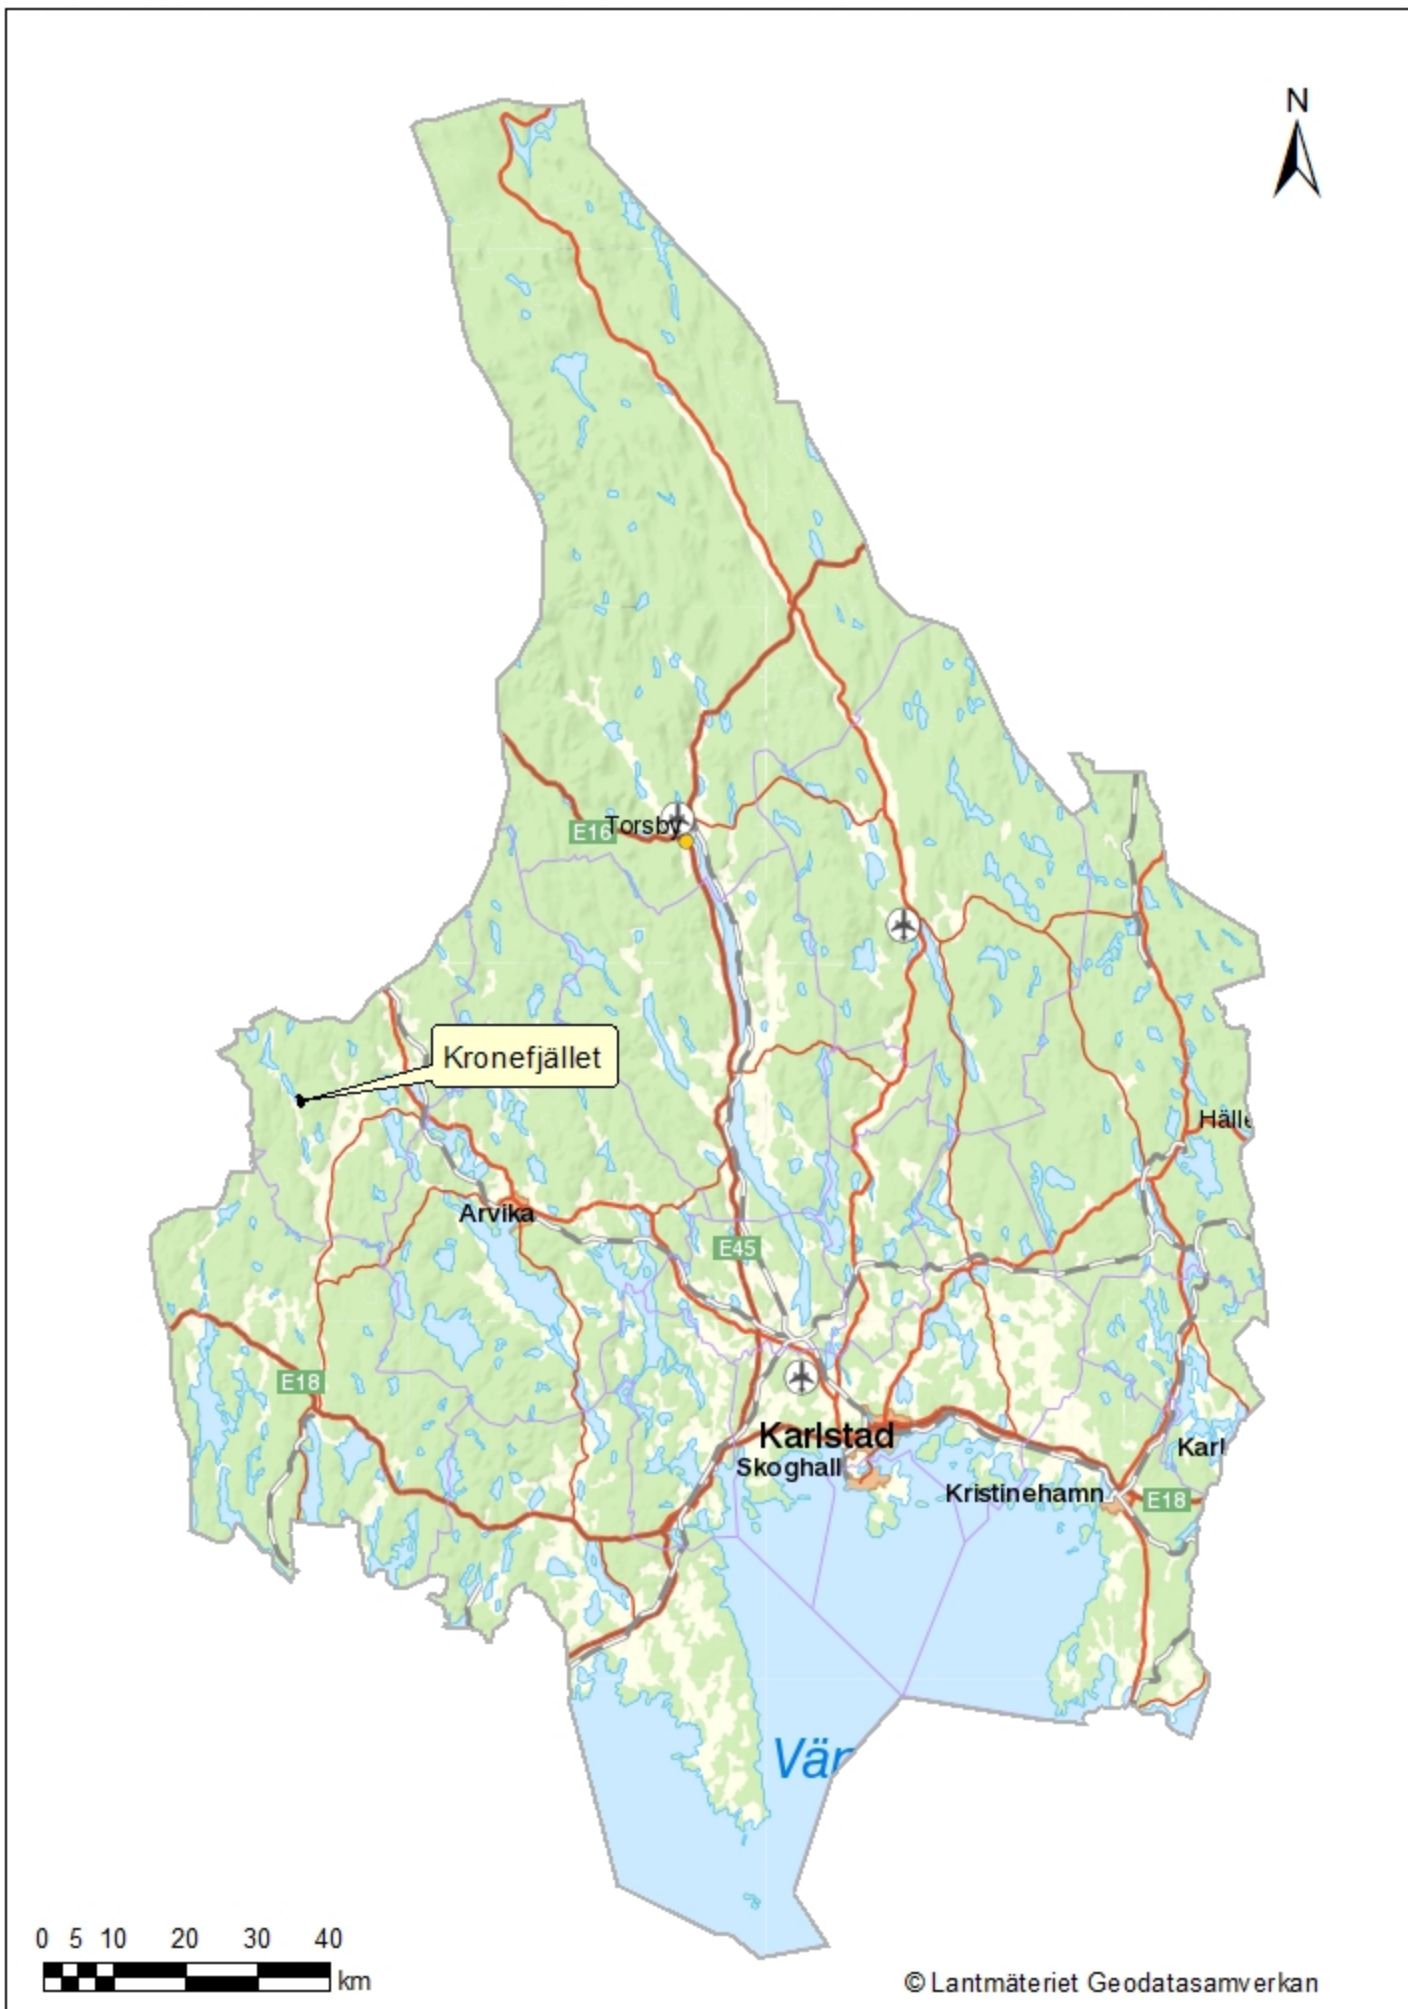 N
E16
Torsby
Kronefjället
Häll
Arvika
E45
E18
Karlstad
Skoghall
Karl
Kristinehamn
E18
Vän
0 5 10 20 30 40
km
© Lantmäteriet Geodatasamverkan